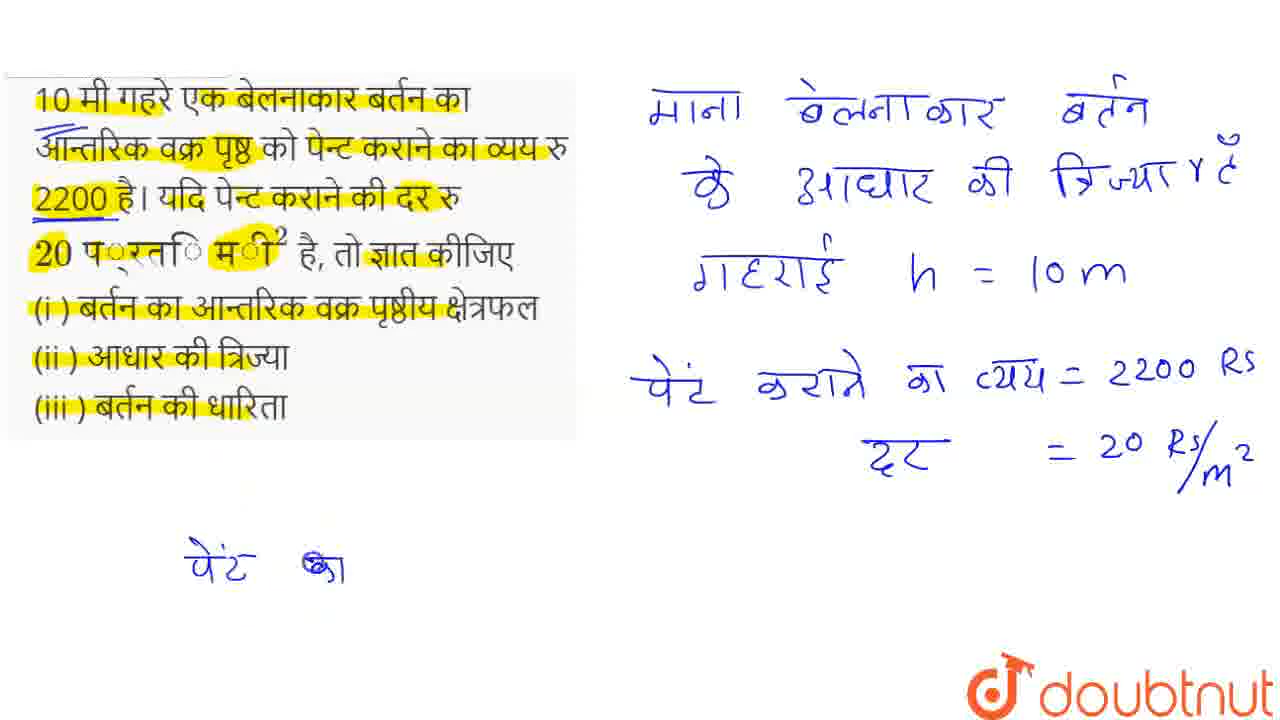 10 मी गहरे एक बेलनाकार बर्तन का
आन्तरिक वक्र पृष्ठ को पेन्ट कराने का व्यय रु
2200 है। यदि पेन्ट कराने की दर रु
20 प्रति मी² है, तो ज्ञात कीजिए
(i ) बर्तन का आन्तरिक वक्र पृष्ठीय क्षेत्रफल
(ii ) आधार की त्रिज्या
(iii ) बर्तन की धारिता
माना बेलनाकार बर्तन
के आधार की त्रिज्या r है
गहराई h = 10 m
पेंट कराने का व्यय = 2200 Rs
दर = 20 Rs/m²
पेंट का
doubtnut